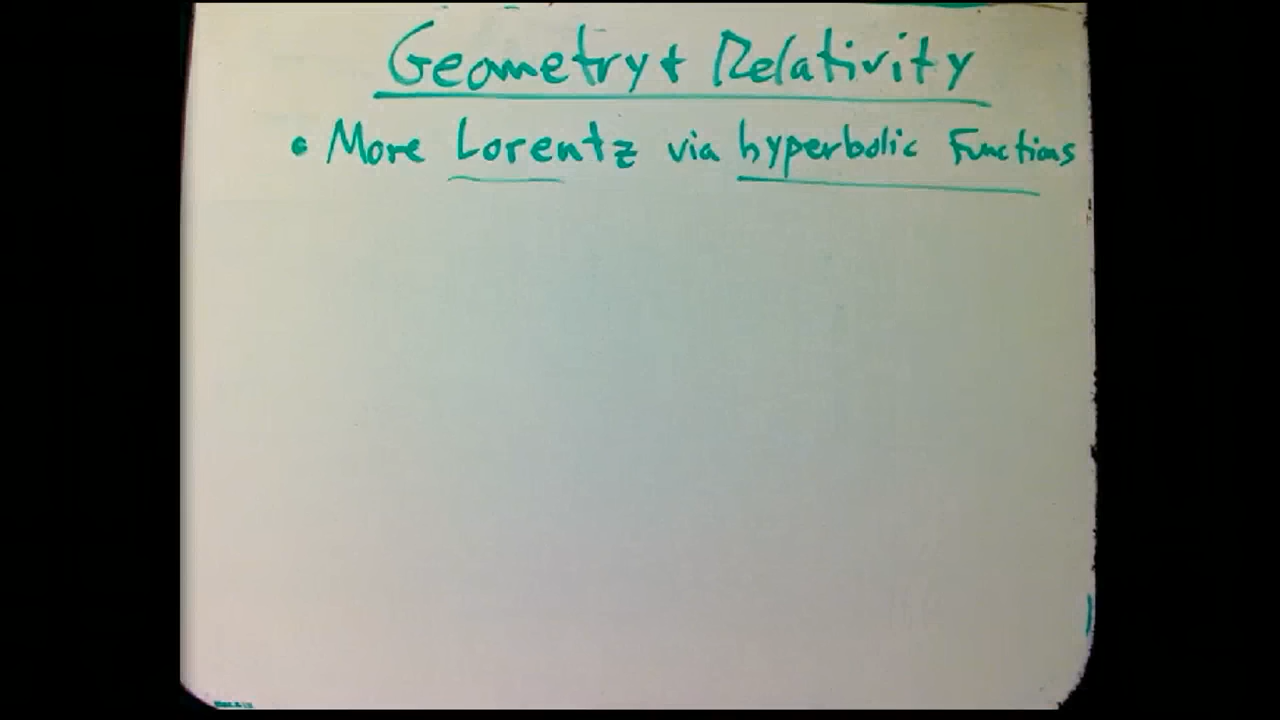 Geometry + Relativity
• More Lorentz via hyperbolic Functions